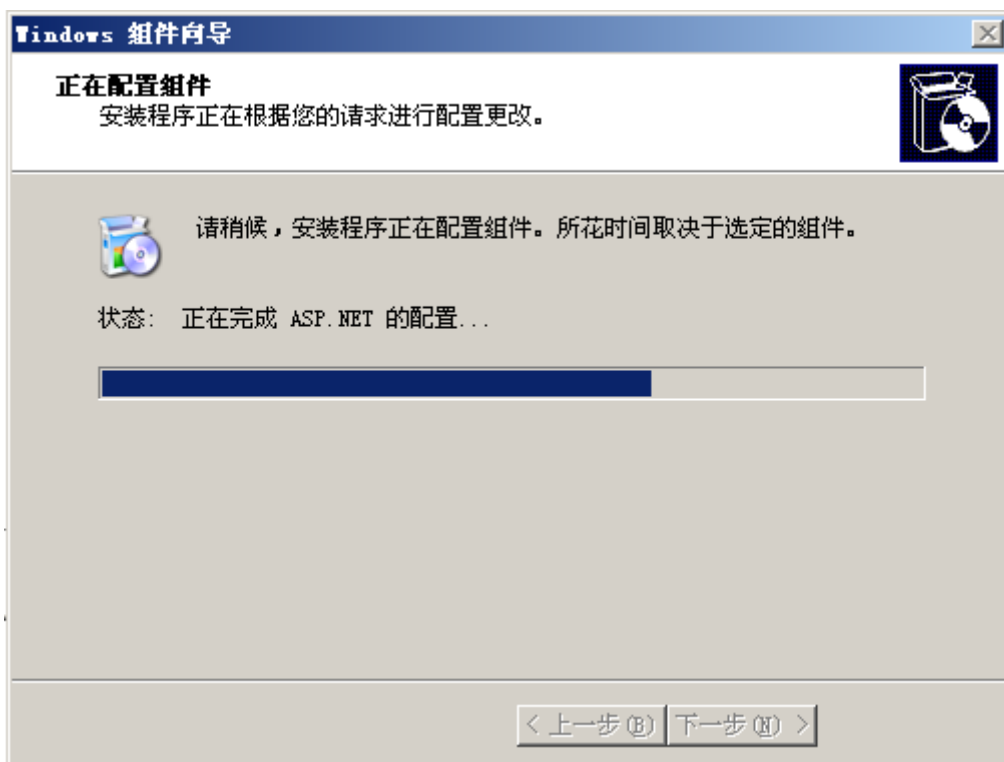 Windows 组件向导
正在配置组件
安装程序正在根据您的请求进行配置更改。
请稍候，安装程序正在配置组件。所花时间取决于选定的组件。
状态: 正在完成 ASP.NET 的配置...
< 上一步(B) 下一步(N) >